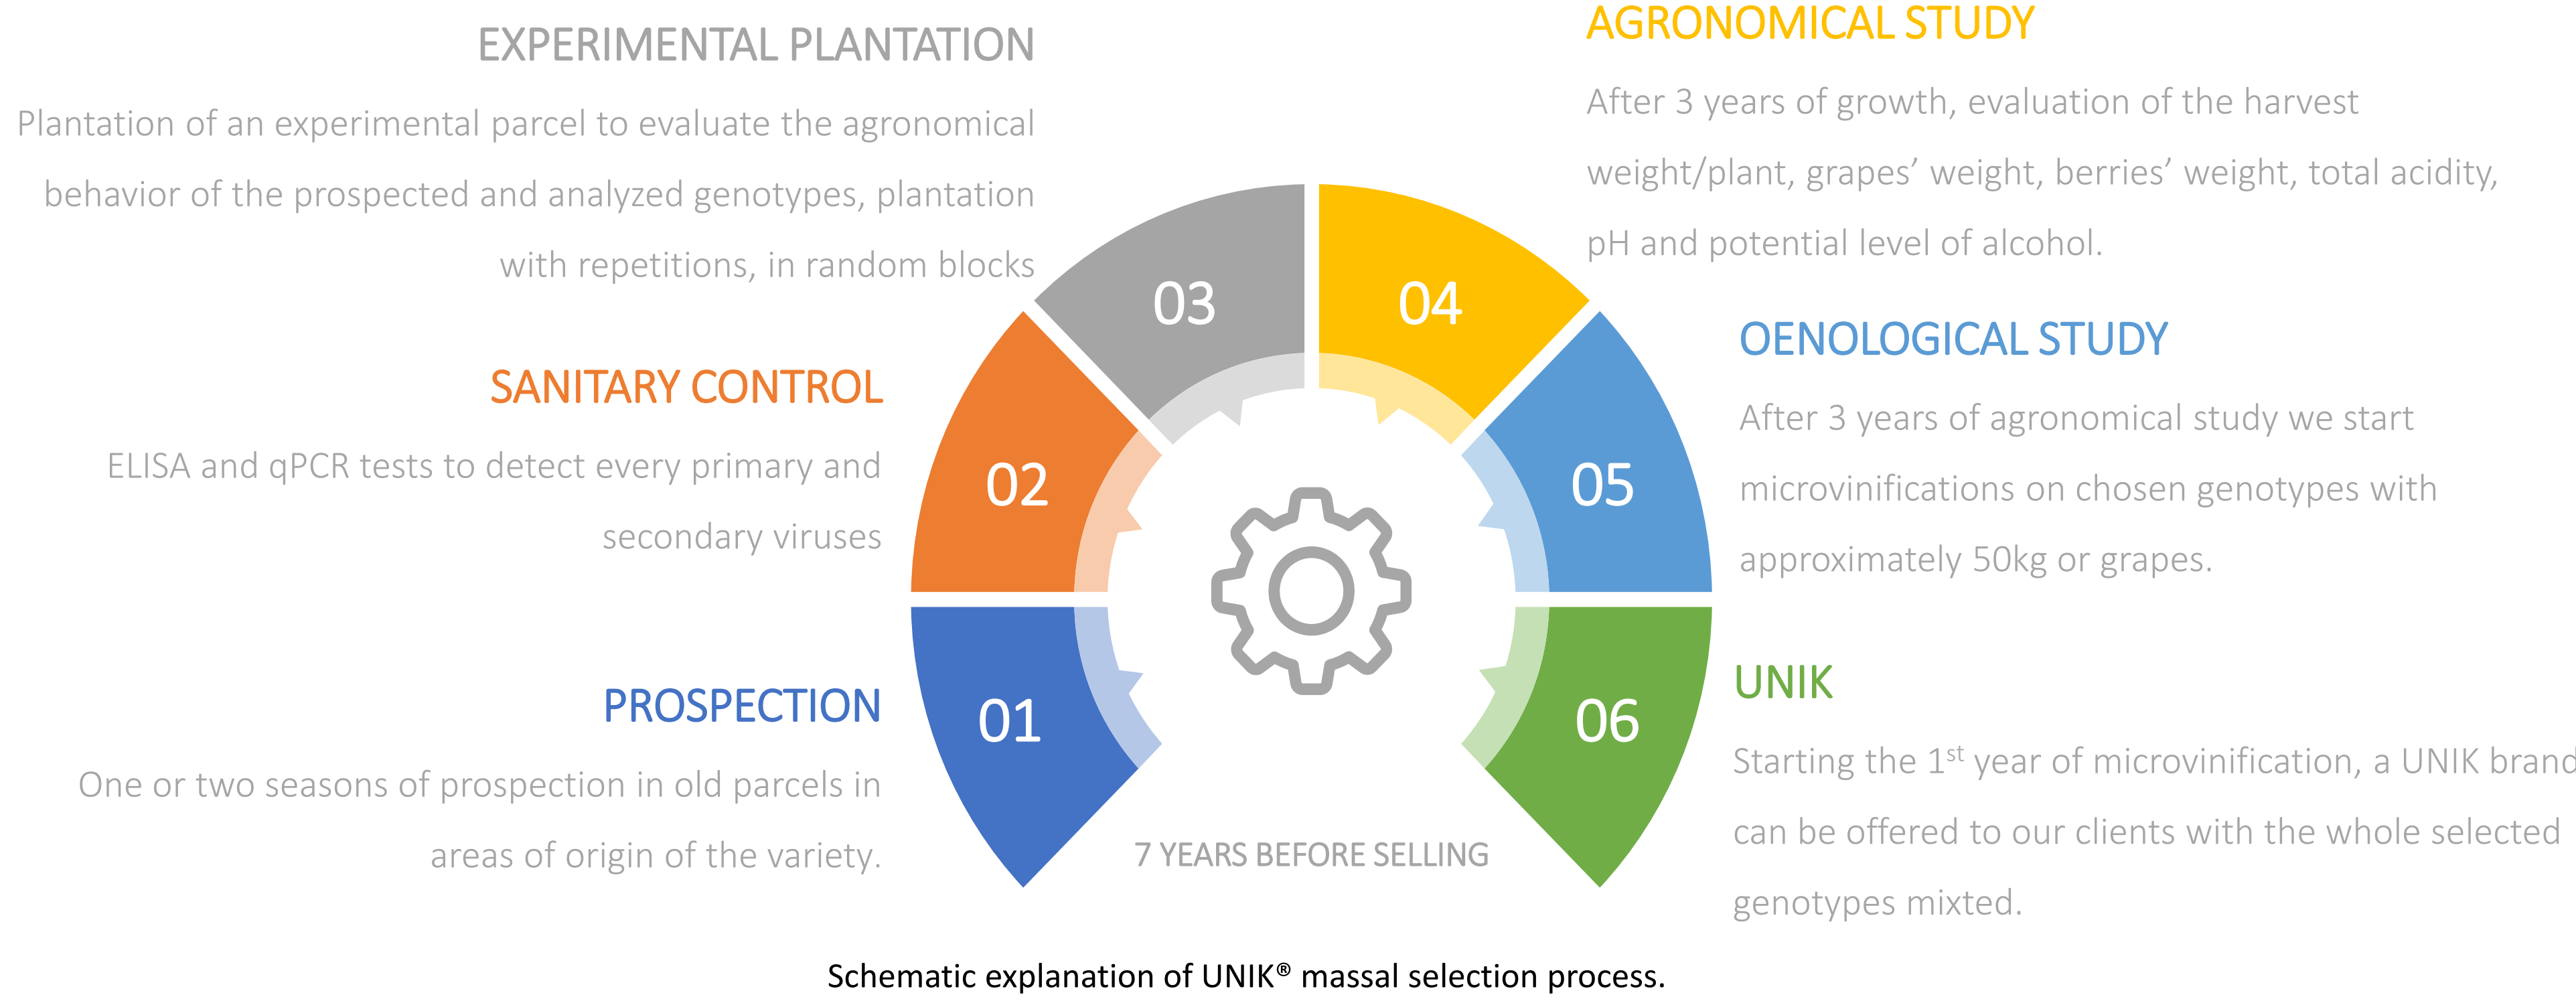 EXPERIMENTAL PLANTATION
Plantation of an experimental parcel to evaluate the agronomical
behavior of the prospected and analyzed genotypes, plantation
with repetitions, in random blocks
SANITARY CONTROL
ELISA and qPCR tests to detect every primary and
secondary viruses
PROSPECTION
One or two seasons of prospection in old parcels in
areas of origin of the variety.
03
02
01
04
05
06
7 YEARS BEFORE SELLING
AGRONOMICAL STUDY
After 3 years of growth, evaluation of the harvest
weight/plant, grapes’ weight, berries’ weight, total acidity,
pH and potential level of alcohol.
OENOLOGICAL STUDY
After 3 years of agronomical study we start
microvinifications on chosen genotypes with
approximately 50kg or grapes.
UNIK
Starting the 1st year of microvinification, a UNIK brand
can be offered to our clients with the whole selected
genotypes mixted.
Schematic explanation of UNIK® massal selection process.